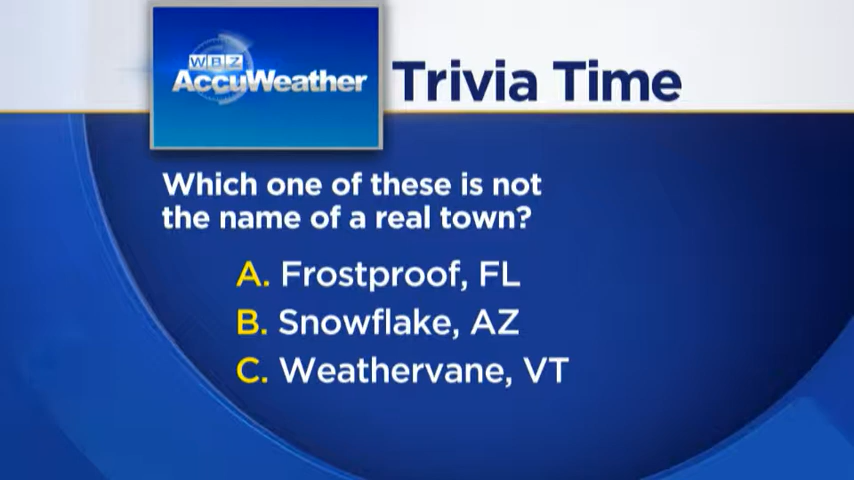 WBZ
AccuWeather
Trivia Time
Which one of these is not
the name of a real town?
A. Frostproof, FL
B. Snowflake, AZ
C. Weathervane, VT